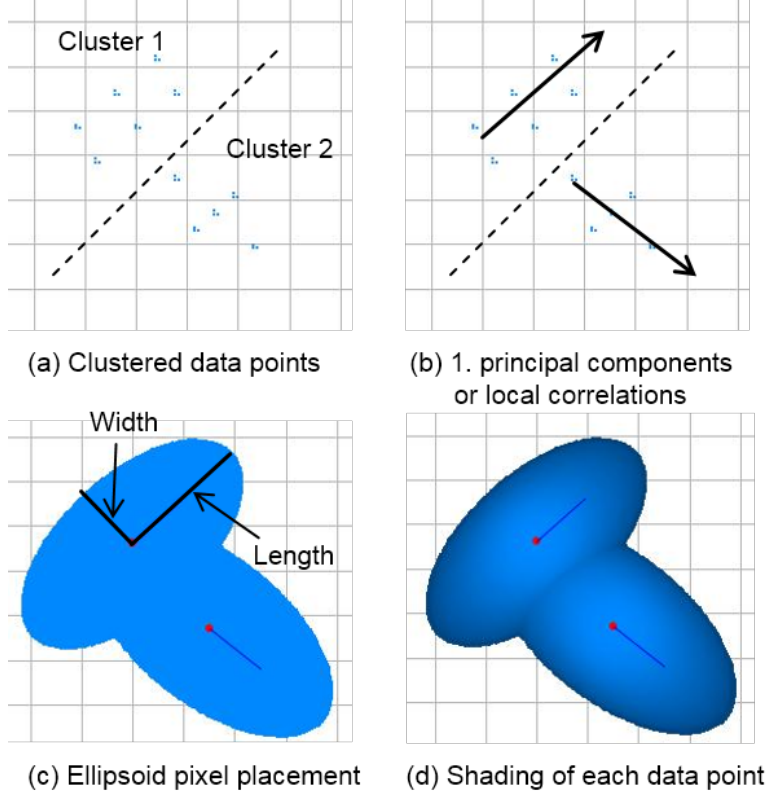 Cluster 1
Cluster 2
(a) Clustered data points
(b) 1. principal components
or local correlations
Width
Length
(c) Ellipsoid pixel placement
(d) Shading of each data point